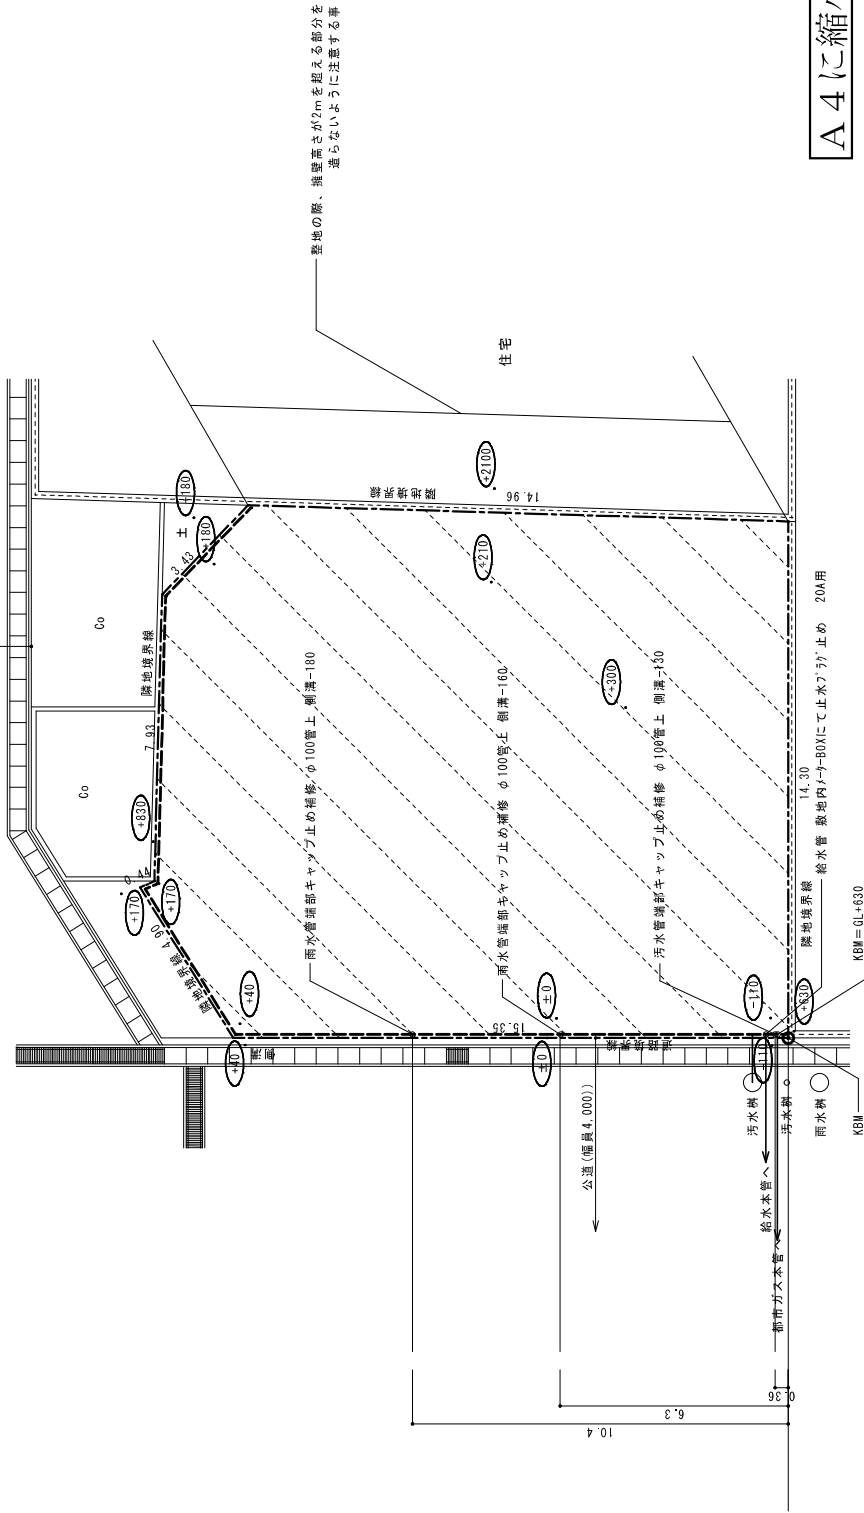 整地の際、擁壁高さが2mを超える部分を
造らないように注意する事
A4に縮
住宅
+2100
隣地境界線
14.96
+180
土
+180
3.43
+210
Co
隣地境界線
7.93
+300
Co
+830
0.44
+170
+170
隣地境界線 4.90
雨水管端部キャップ止め補修 φ100管上 側溝-180
雨水管端部キャップ止め補修 φ100管上 側溝-160
汚水管端部キャップ止め補修 φ100管上 側溝-130
14.30
隣地境界線
給水管 敷地内メーターBOXにて止水プラグ止め 20A用
+40
+40
側溝
±0
±0
15.35
道路境界線
-110
-110
+630
KBM=GL+630
KBM
汚水桝
汚水桝
雨水桝
公道(幅員4,000))
給水本管へ
都市ガス本管へ
0.36
6.3
10.4